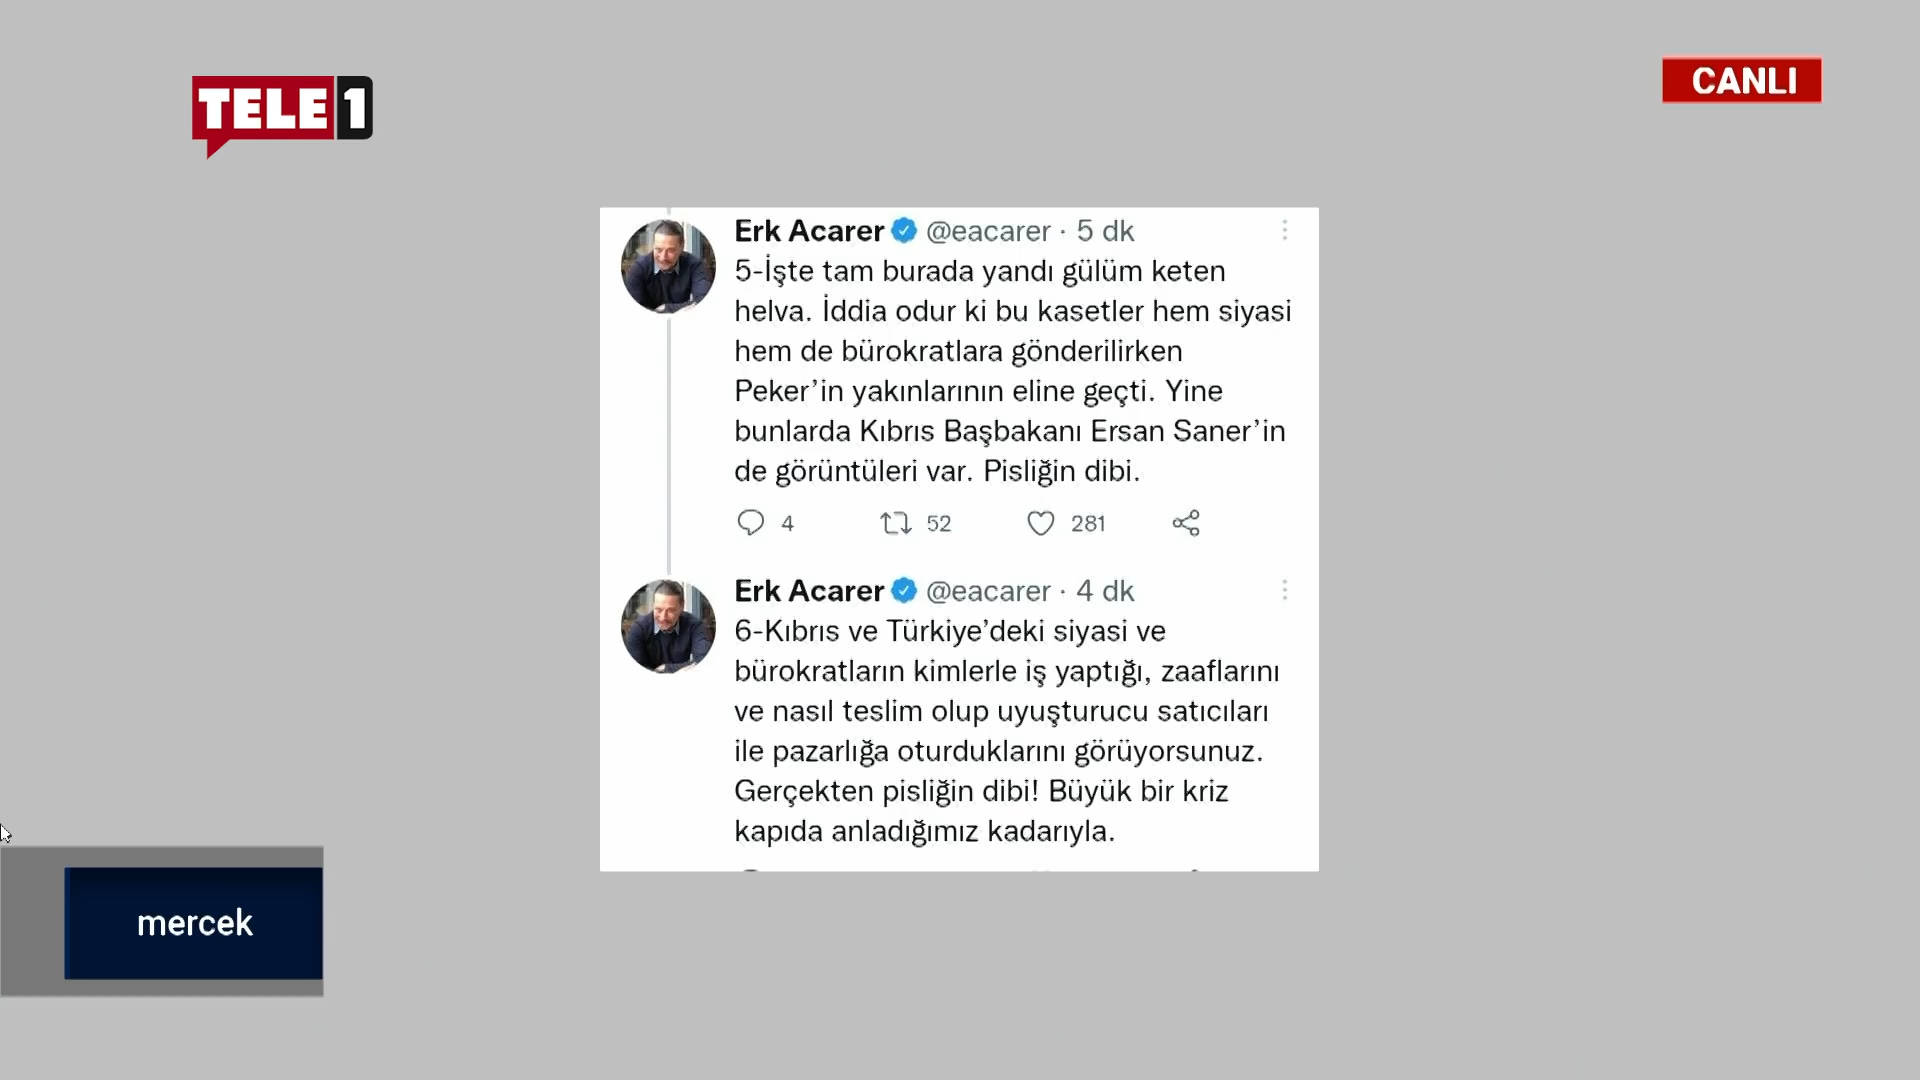 TELE1
CANLI
Erk Acarer @eacarer · 5 dk
5-İşte tam burada yandı gülüm keten
helva. İddia odur ki bu kasetler hem siyasi
hem de bürokratlara gönderilirken
Peker’in yakınlarının eline geçti. Yine
bunlarda Kıbrıs Başbakanı Ersan Saner’in
de görüntüleri var. Pisliğin dibi.
4 52 281
Erk Acarer @eacarer · 4 dk
6-Kıbrıs ve Türkiye’deki siyasi ve
bürokratların kimlerle iş yaptığı, zaaflarını
ve nasıl teslim olup uyuşturucu satıcıları
ile pazarlığa oturduklarını görüyorsunuz.
Gerçekten pisliğin dibi! Büyük bir kriz
kapıda anladığımız kadarıyla.
mercek